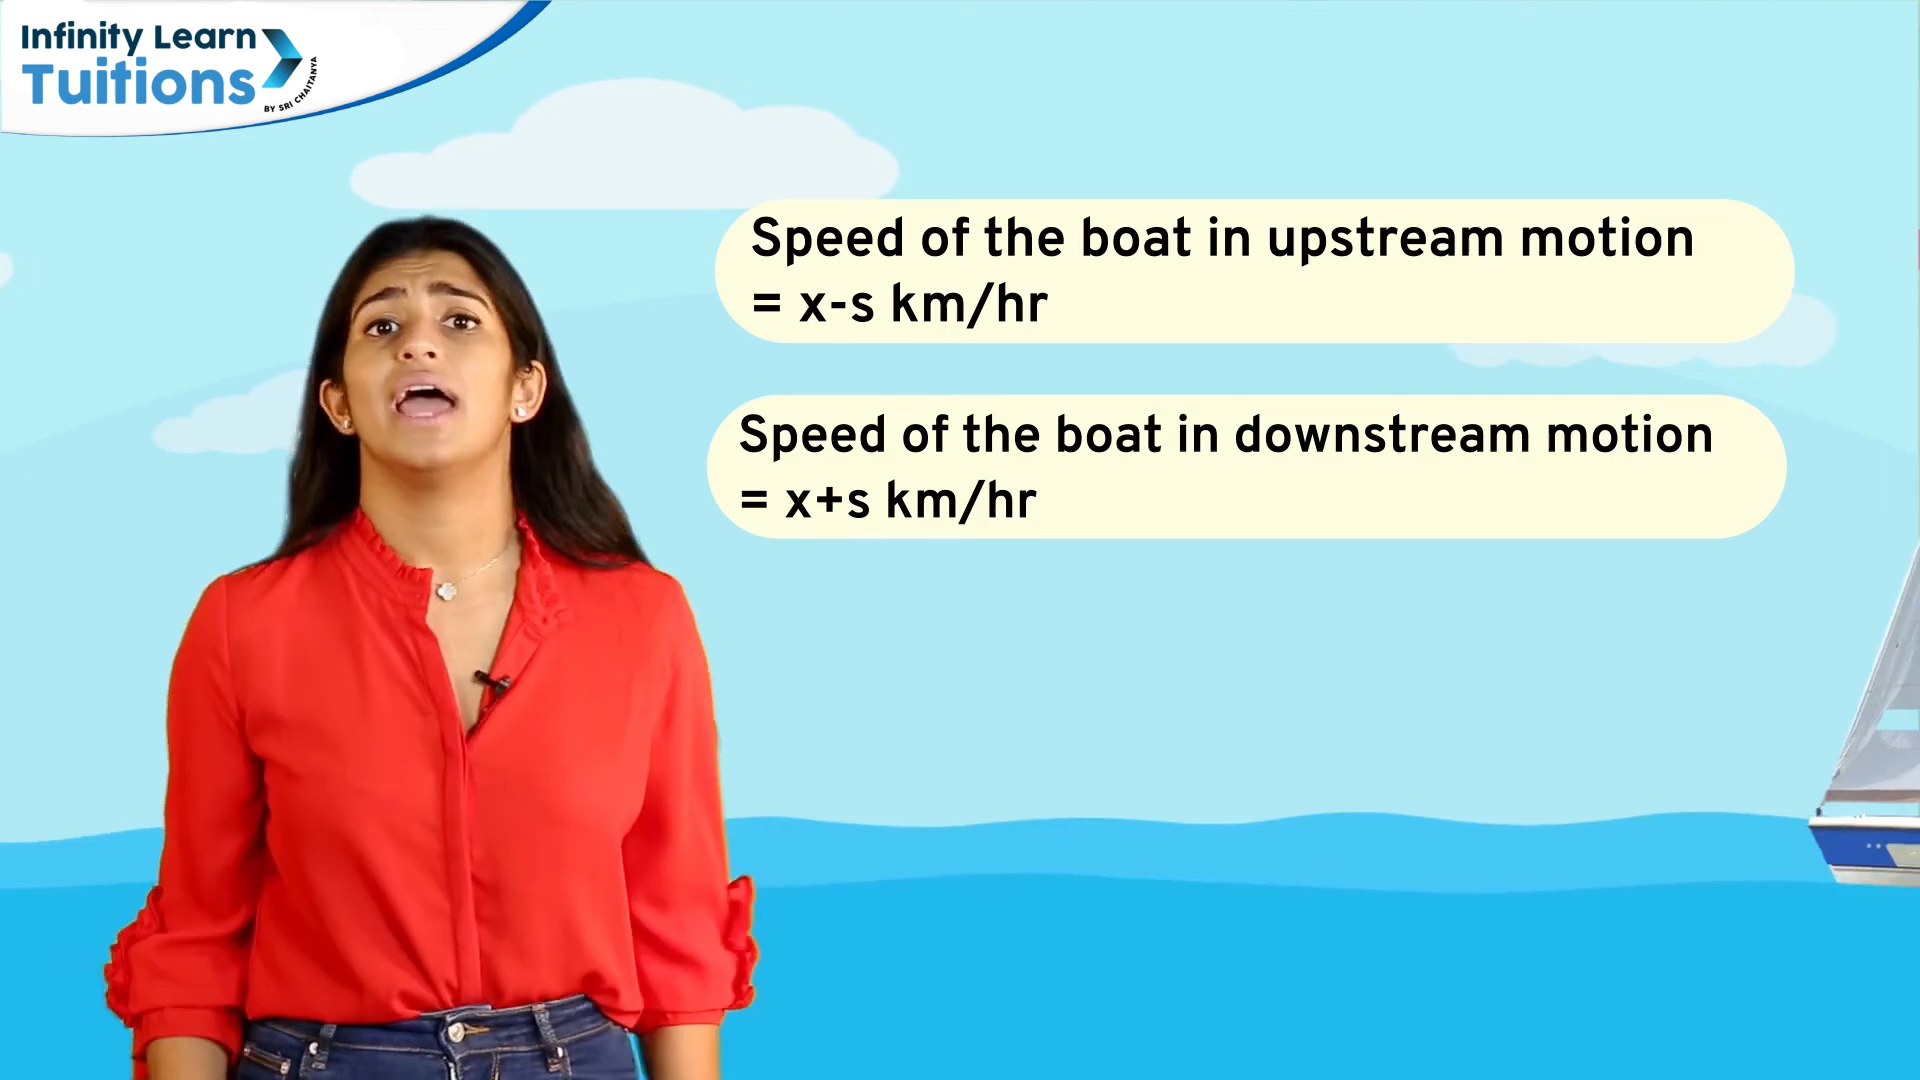 Infinity Learn
Tuitions
BY SRI CHAITANYA
Speed of the boat in upstream motion
= x-s km/hr
Speed of the boat in downstream motion
= x+s km/hr